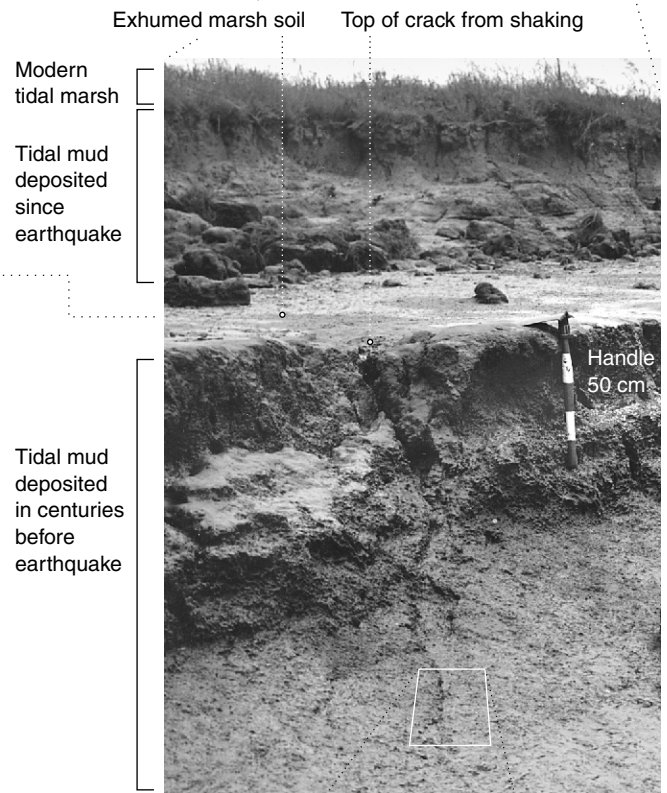 Exhumed marsh soil
Top of crack from shaking
Modern
tidal marsh
Tidal mud
deposited
since
earthquake
Handle
50 cm
Tidal mud
deposited
in centuries
before
earthquake